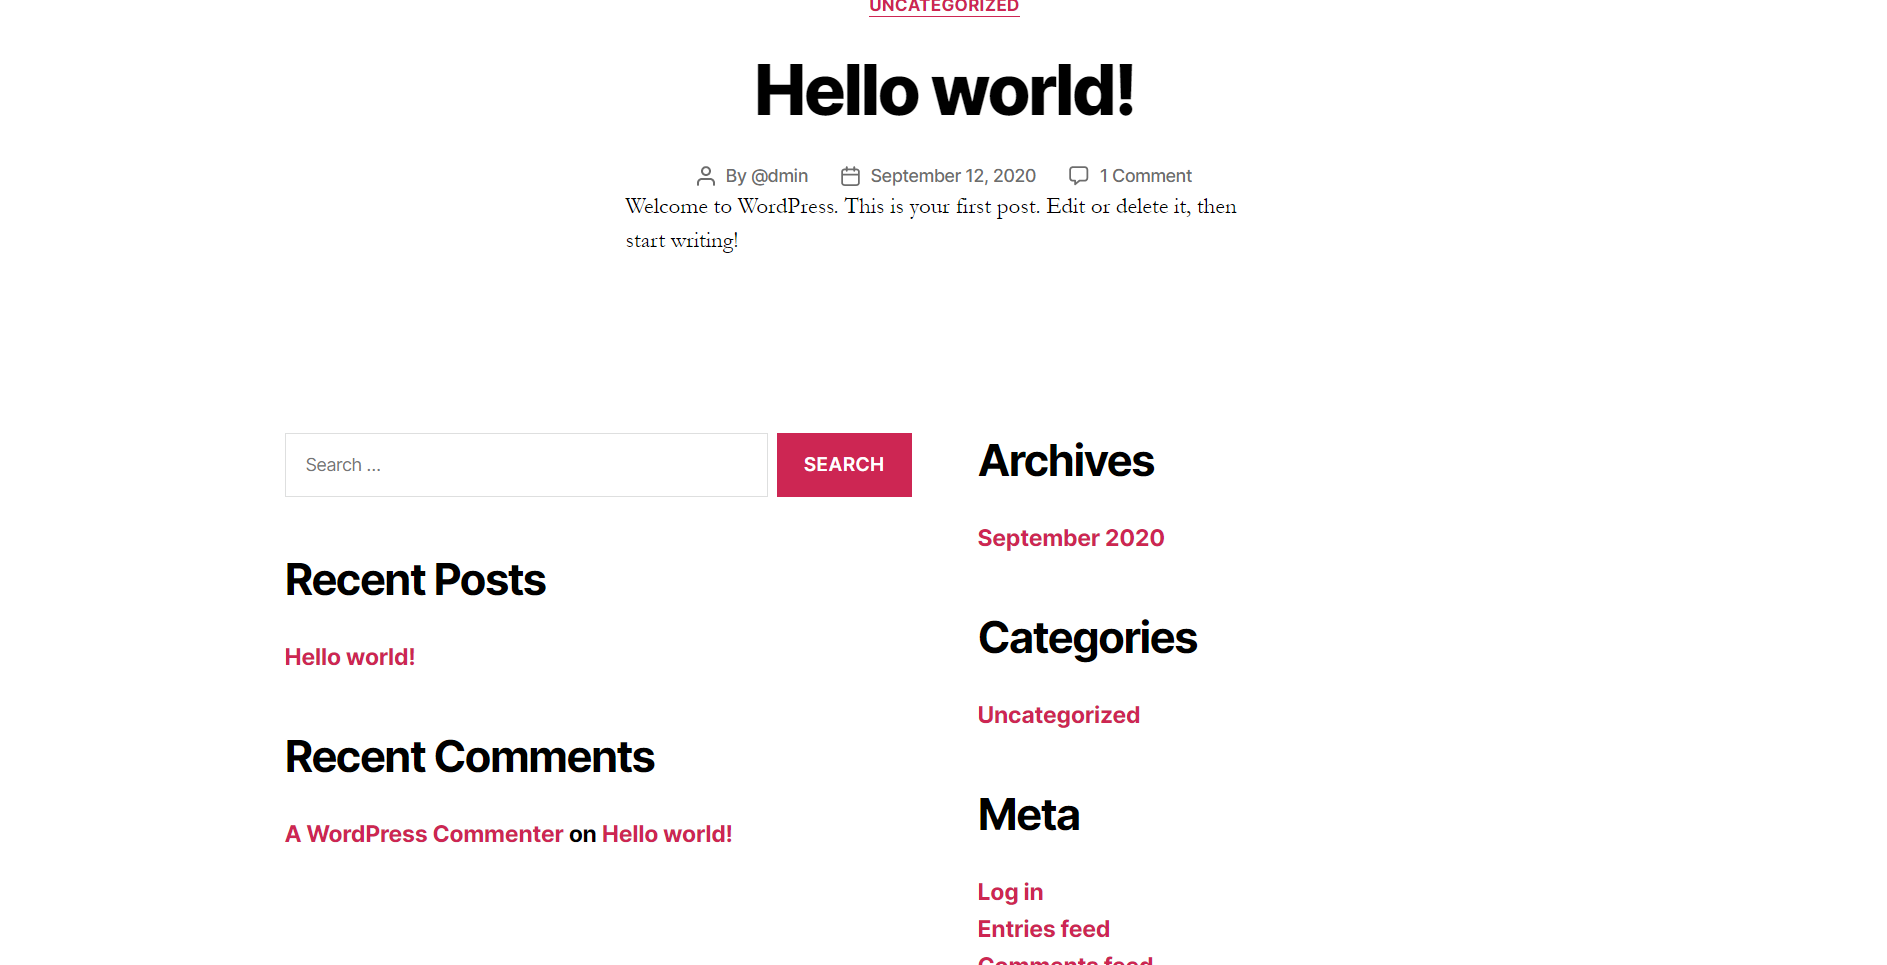 UNCATEGORIZED
Hello world!
By @dmin September 12, 2020 1 Comment
Welcome to WordPress. This is your first post. Edit or delete it, then
start writing!
Search …
SEARCH
Recent Posts
Hello world!
Recent Comments
A WordPress Commenter on Hello world!
Archives
September 2020
Categories
Uncategorized
Meta
Log in
Entries feed
Comments feed